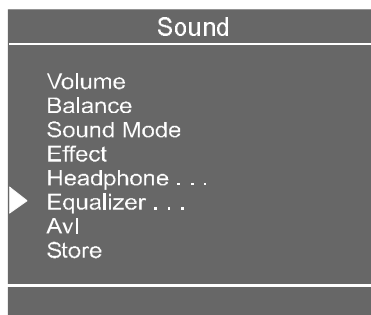 Sound
Volume
Balance
Sound Mode
Effect
Headphone . . .
Equalizer . . .
Avl
Store